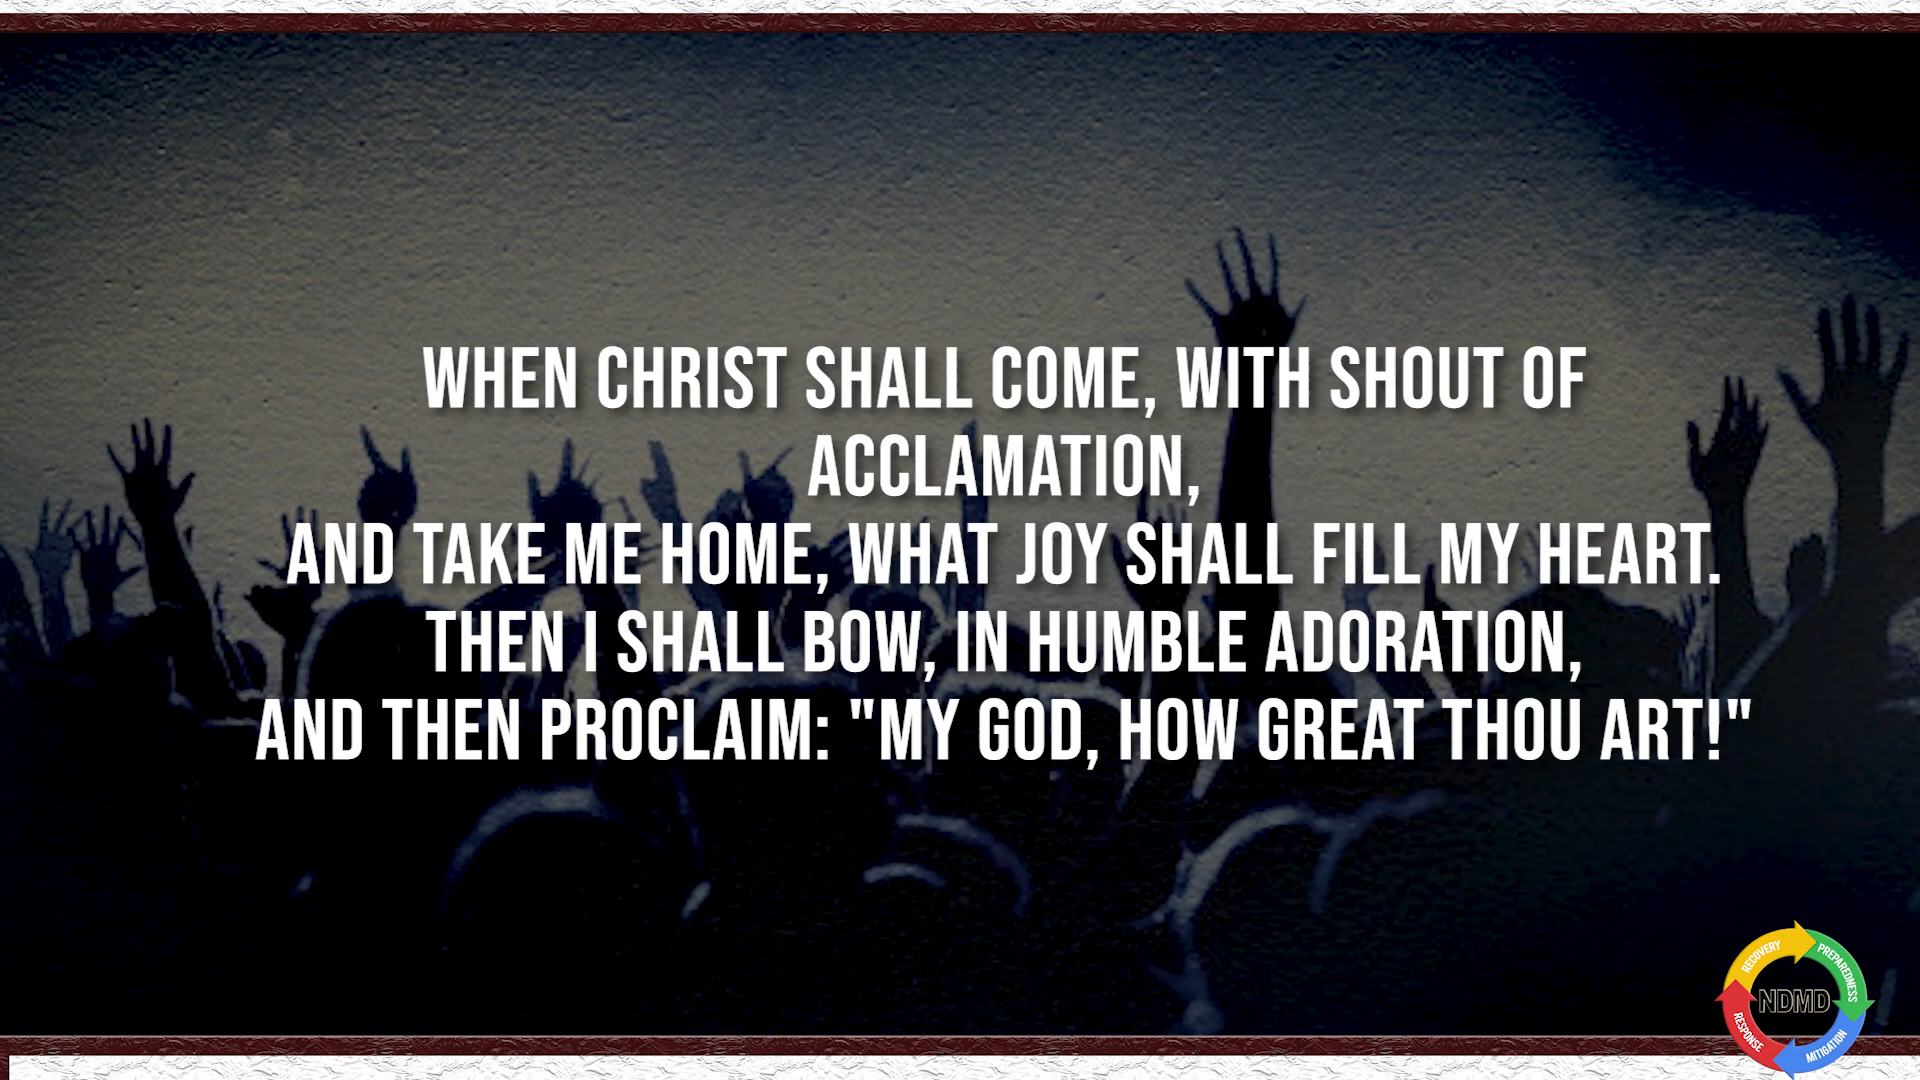 WHEN CHRIST SHALL COME, WITH SHOUT OF
ACCLAMATION,
AND TAKE ME HOME, WHAT JOY SHALL FILL MY HEART.
THEN I SHALL BOW, IN HUMBLE ADORATION,
AND THEN PROCLAIM: "MY GOD, HOW GREAT THOU ART!"
RECOVERY
PREPAREDNESS
NDMD
RESPONSE
MITIGATION